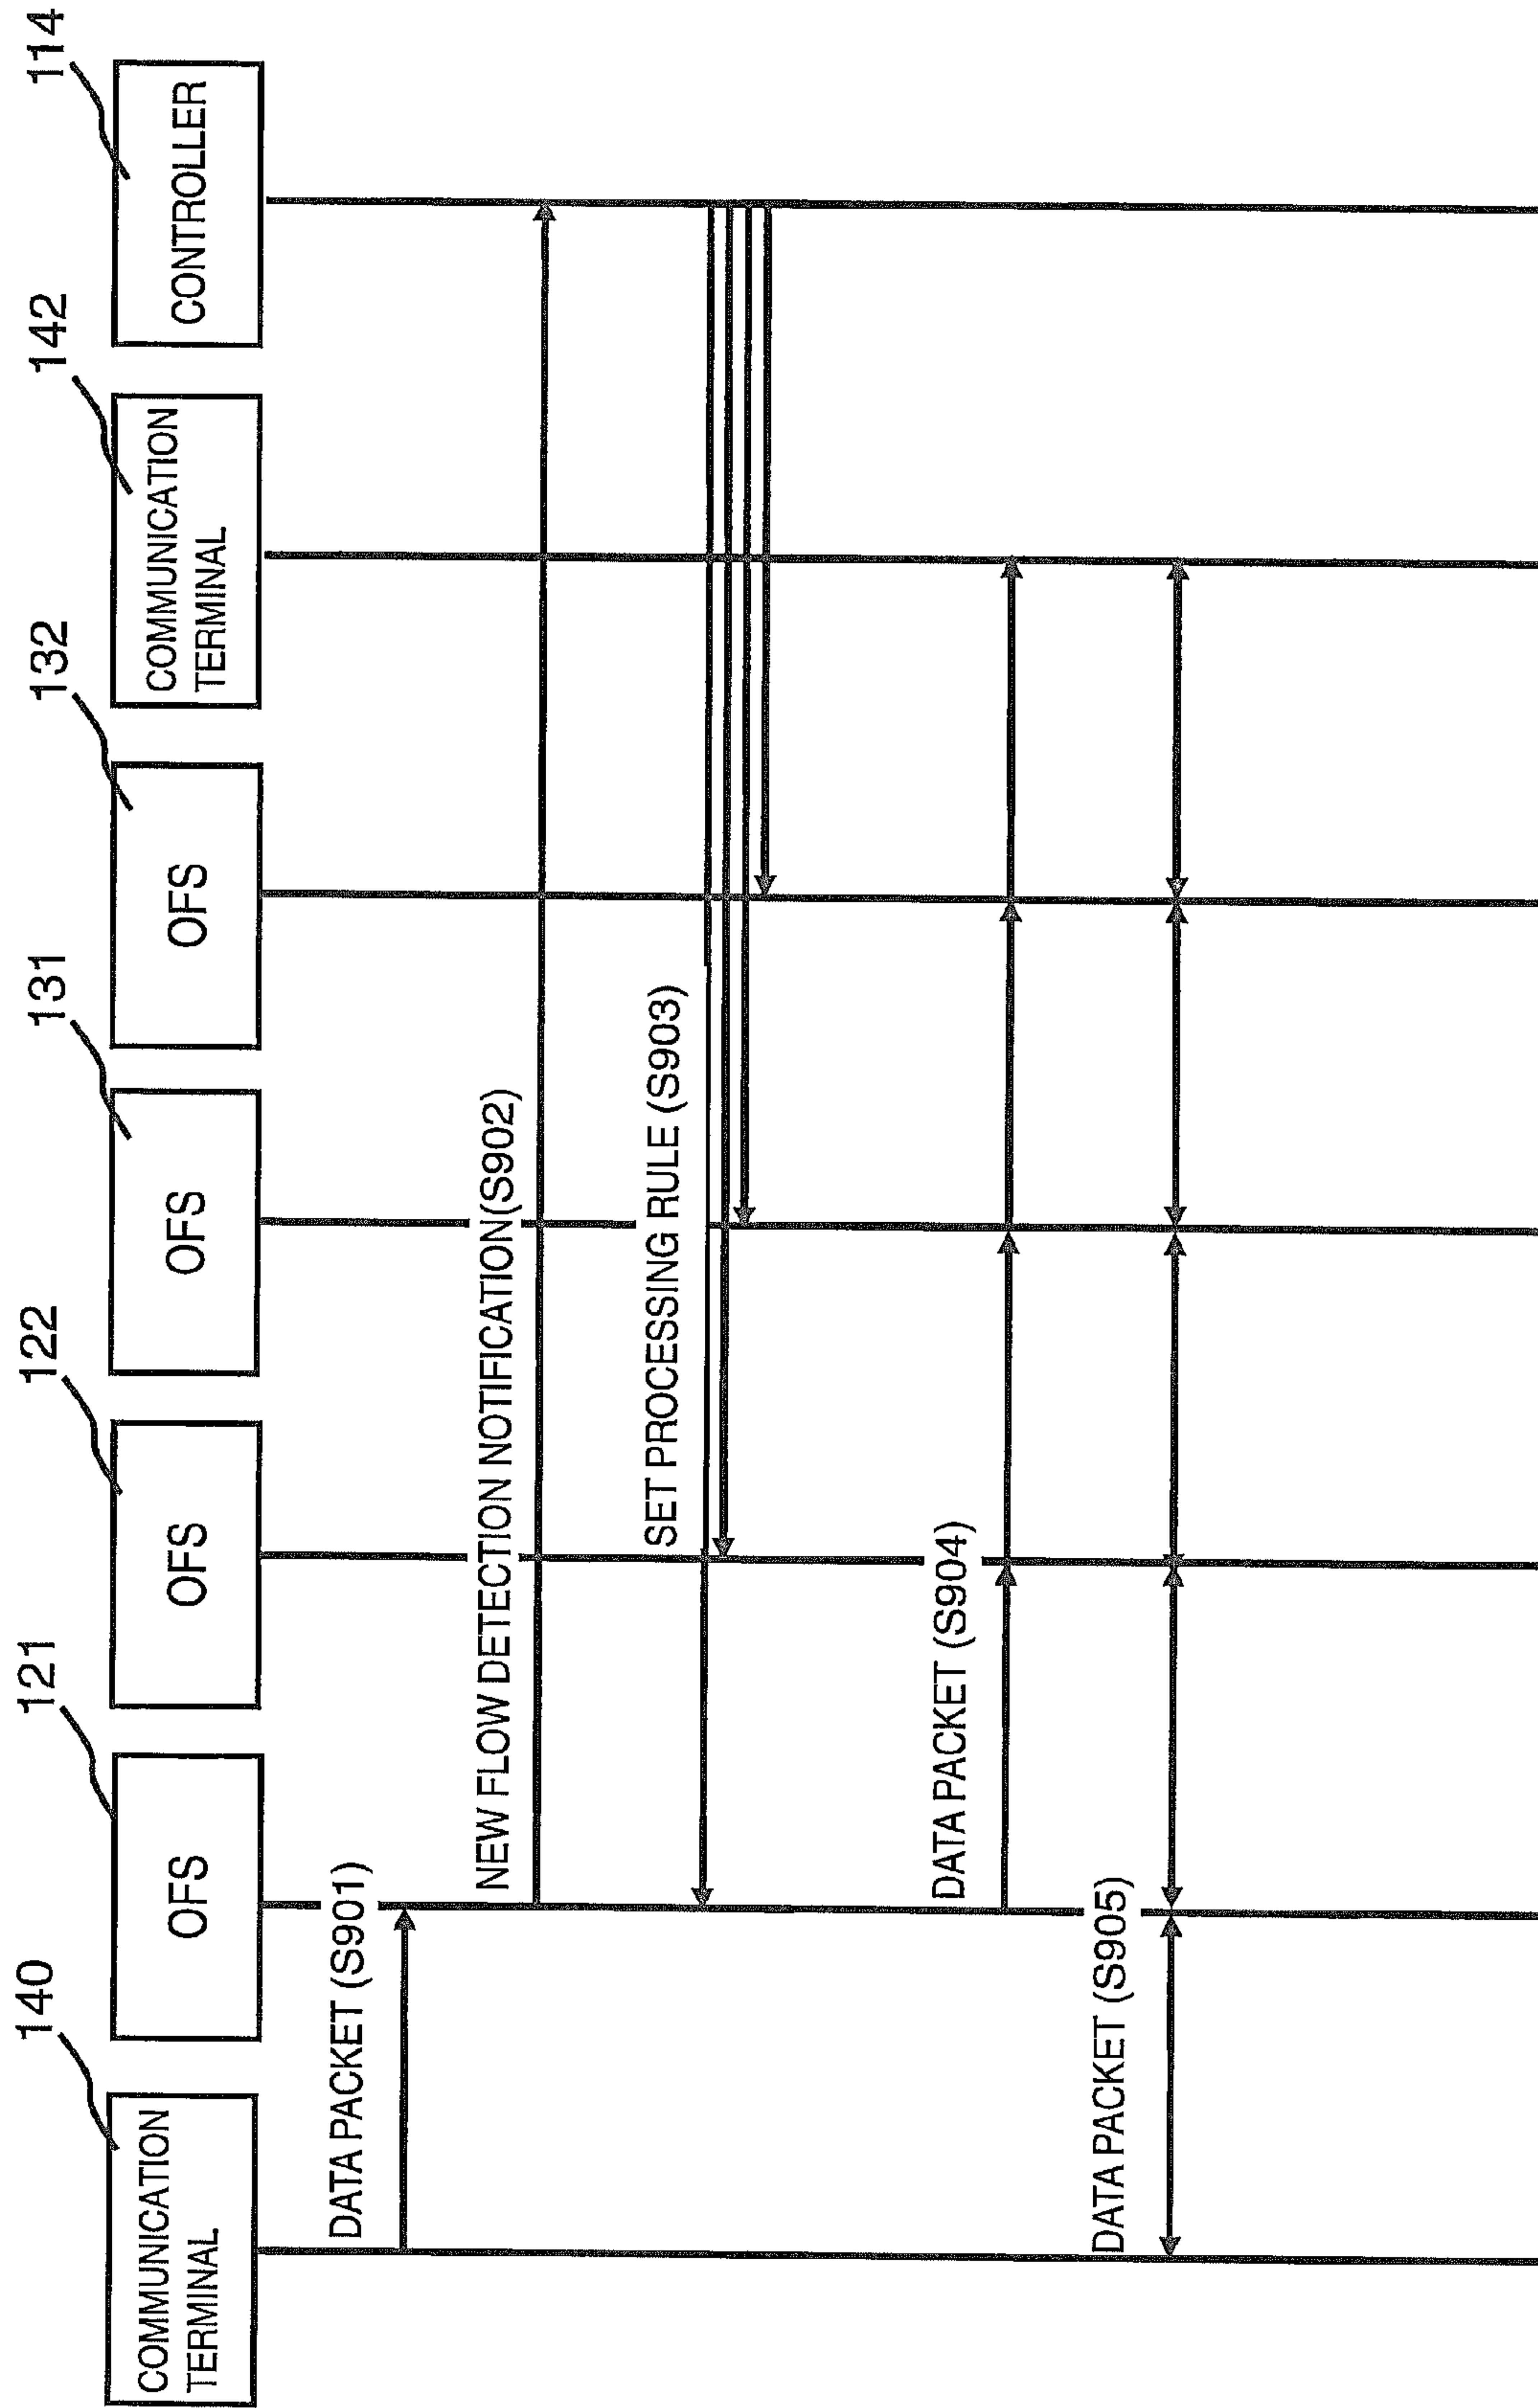 140
121
122
131
132
142
114
COMMUNICATION
TERMINAL
OFS
OFS
OFS
OFS
COMMUNICATION
TERMINAL
CONTROLLER
DATA PACKET (S901)
NEW FLOW DETECTION NOTIFICATION(S902)
SET PROCESSING RULE (S903)
DATA PACKET (S904)
DATA PACKET (S905)